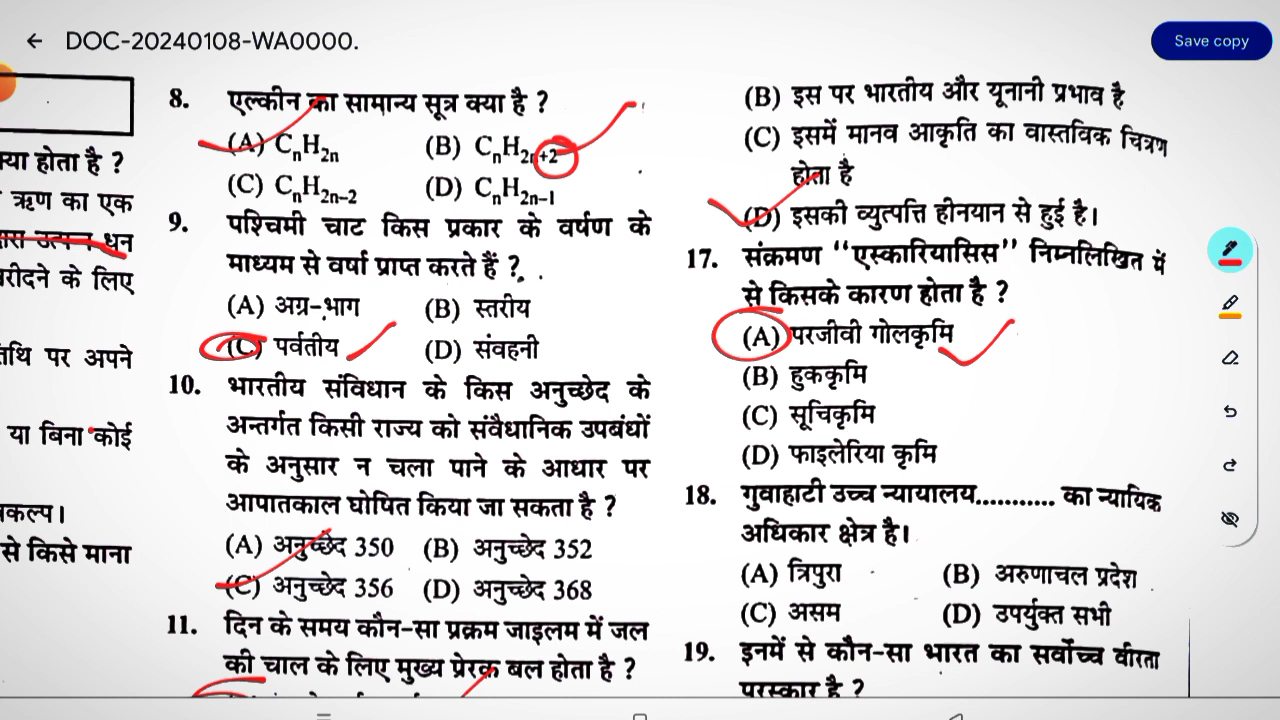 DOC-20240108-WA0000.
Save copy
क्या होता है ?
ऋण का एक
द्वारा उत्पन्न धन
खरीदने के लिए
तिथि पर अपने
या बिना कोई
से किसे माना
8. एल्कीन का सामान्य सूत्र क्या है ?
(A) CnH2n (B) CnH2n+2
(C) CnH2n–2 (D) CnH2n–1
9. पश्चिमी चाट किस प्रकार के वर्षण के
माध्यम से वर्षा प्राप्त करते हैं ?
(A) अग्र-भाग (B) स्तरीय
(C) पर्वतीय (D) संवहनी
10. भारतीय संविधान के किस अनुच्छेद के
अन्तर्गत किसी राज्य को संवैधानिक उपबंधों
के अनुसार न चला पाने के आधार पर
आपातकाल घोषित किया जा सकता है ?
(A) अनुच्छेद 350 (B) अनुच्छेद 352
(C) अनुच्छेद 356 (D) अनुच्छेद 368
11. दिन के समय कौन-सा प्रक्रम जाइलम में जल
की चाल के लिए मुख्य प्रेरक बल होता है ?
(B) इस पर भारतीय और यूनानी प्रभाव है
(C) इसमें मानव आकृति का वास्तविक चित्रण
होता है
(D) इसकी व्युत्पत्ति हीनयान से हुई है।
17. संक्रमण “एस्कारियासिस” निम्नलिखित में
से किसके कारण होता है ?
(A) परजीवी गोलकृमि
(B) हुककृमि
(C) सूचिकृमि
(D) फाइलेरिया कृमि
18. गुवाहाटी उच्च न्यायालय........... का न्यायिक
अधिकार क्षेत्र है।
(A) त्रिपुरा (B) अरुणाचल प्रदेश
(C) असम (D) उपर्युक्त सभी
19. इनमें से कौन-सा भारत का सर्वोच्च वीरता
पुरस्कार है ?